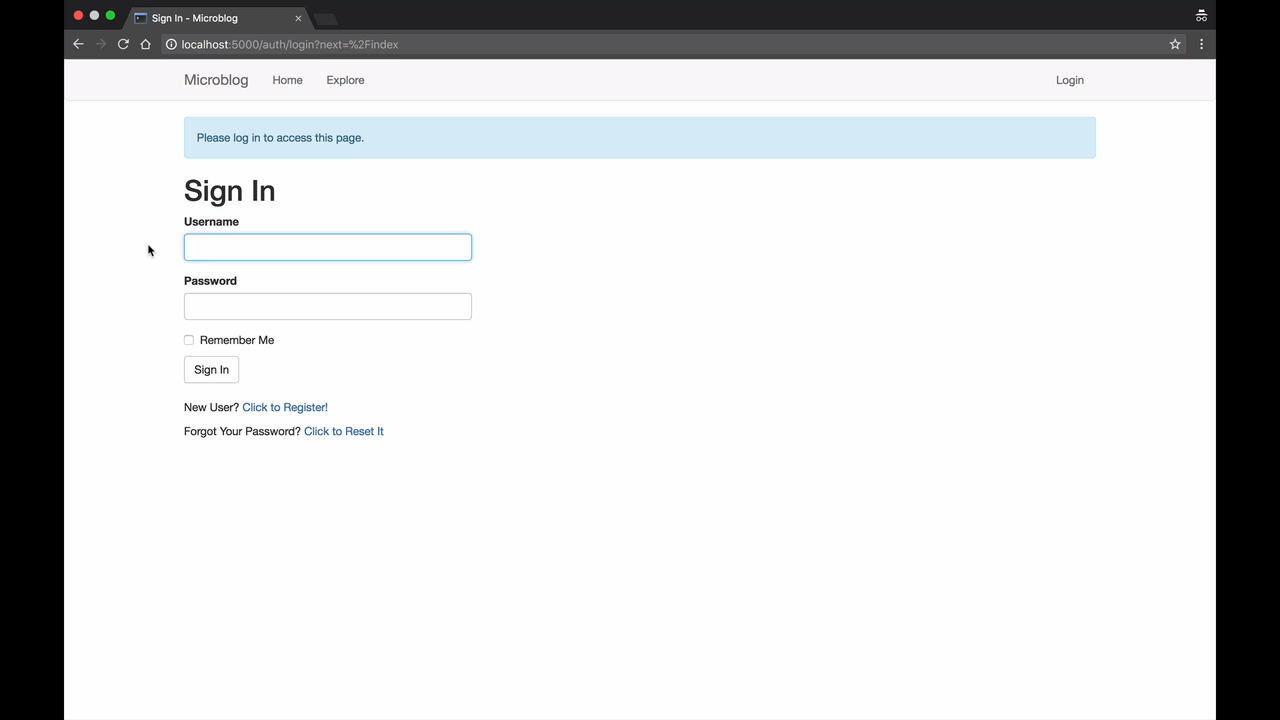 Sign In - Microblog
localhost:5000/auth/login?next=%2Findex
Microblog Home Explore Login
Please log in to access this page.
Sign In
Username
Password
Remember Me
Sign In
New User? Click to Register!
Forgot Your Password? Click to Reset It